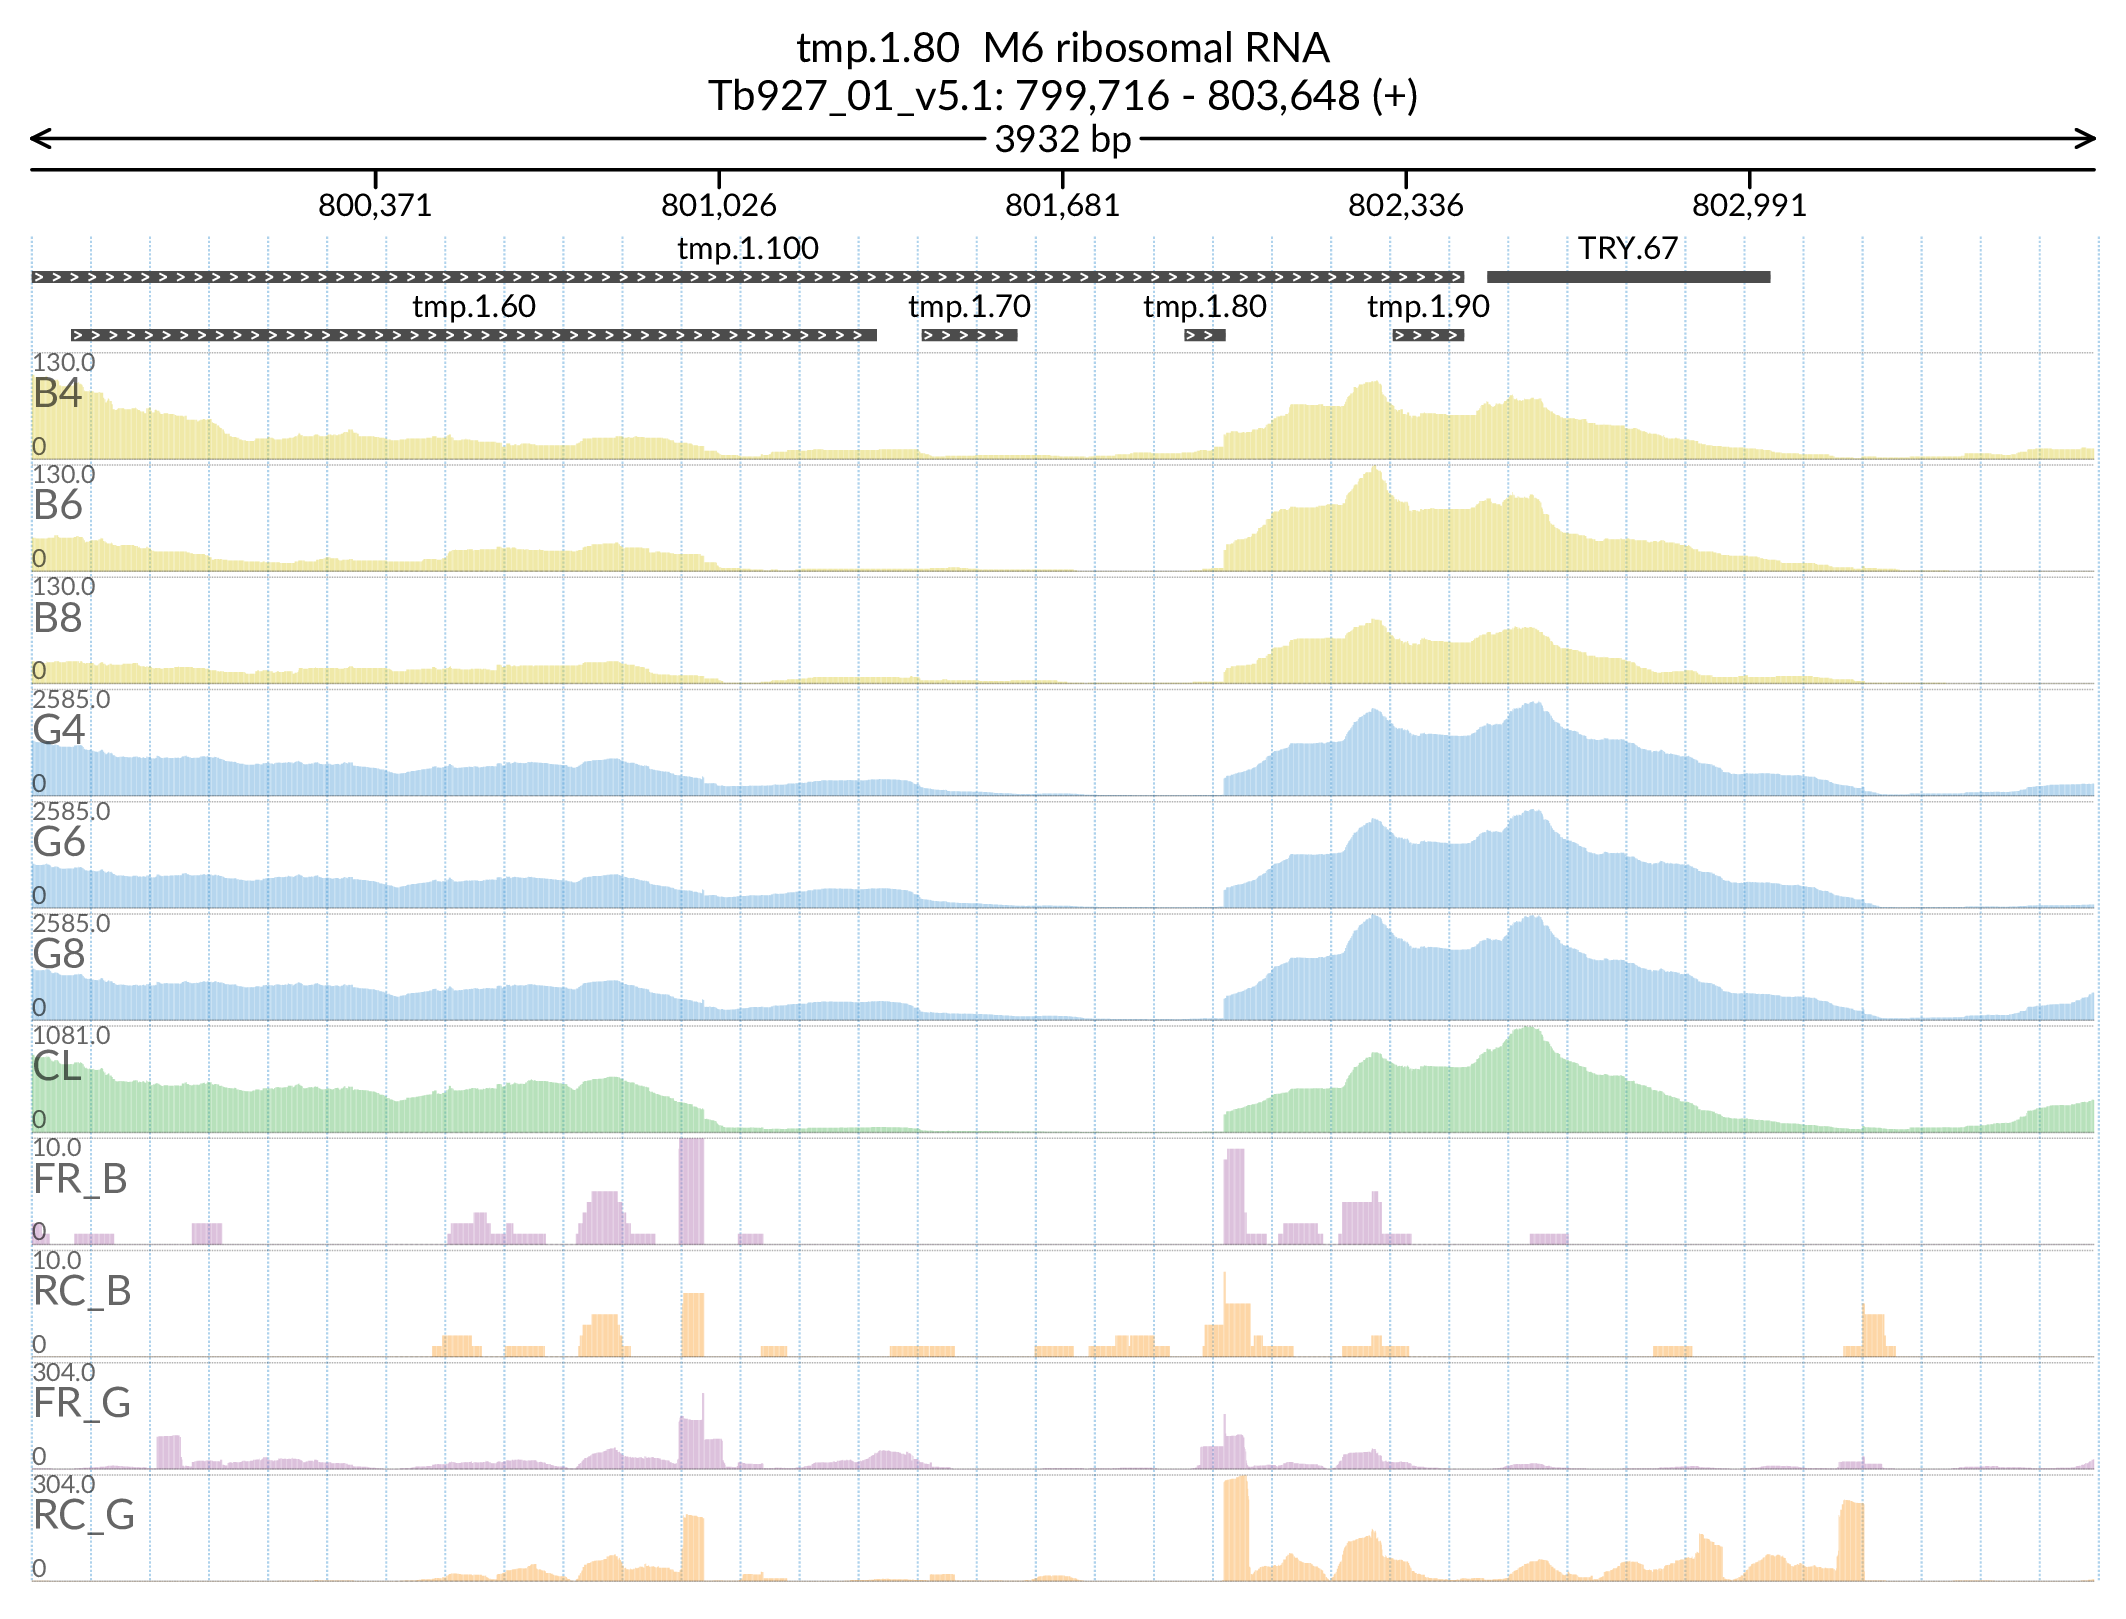 tmp.1.80 M6 ribosomal RNA
Tb927_01_v5.1: 799,716 - 803,648 (+)
3932 bp
800,371 801,026 801,681 802,336 802,991
tmp.1.100 TRY.67
tmp.1.60 tmp.1.70 tmp.1.80 tmp.1.90
130.0
B4
0
130.0
B6
0
130.0
B8
0
2585.0
G4
0
2585.0
G6
0
2585.0
G8
0
1081.0
CL
0
10.0
FR_B
0
10.0
RC_B
0
304.0
FR_G
0
304.0
RC_G
0